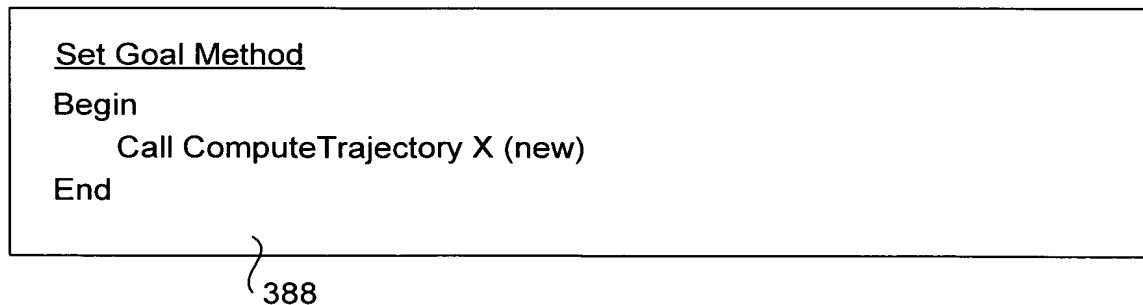 Set Goal Method
Begin
Call ComputeTrajectory X (new)
End
388